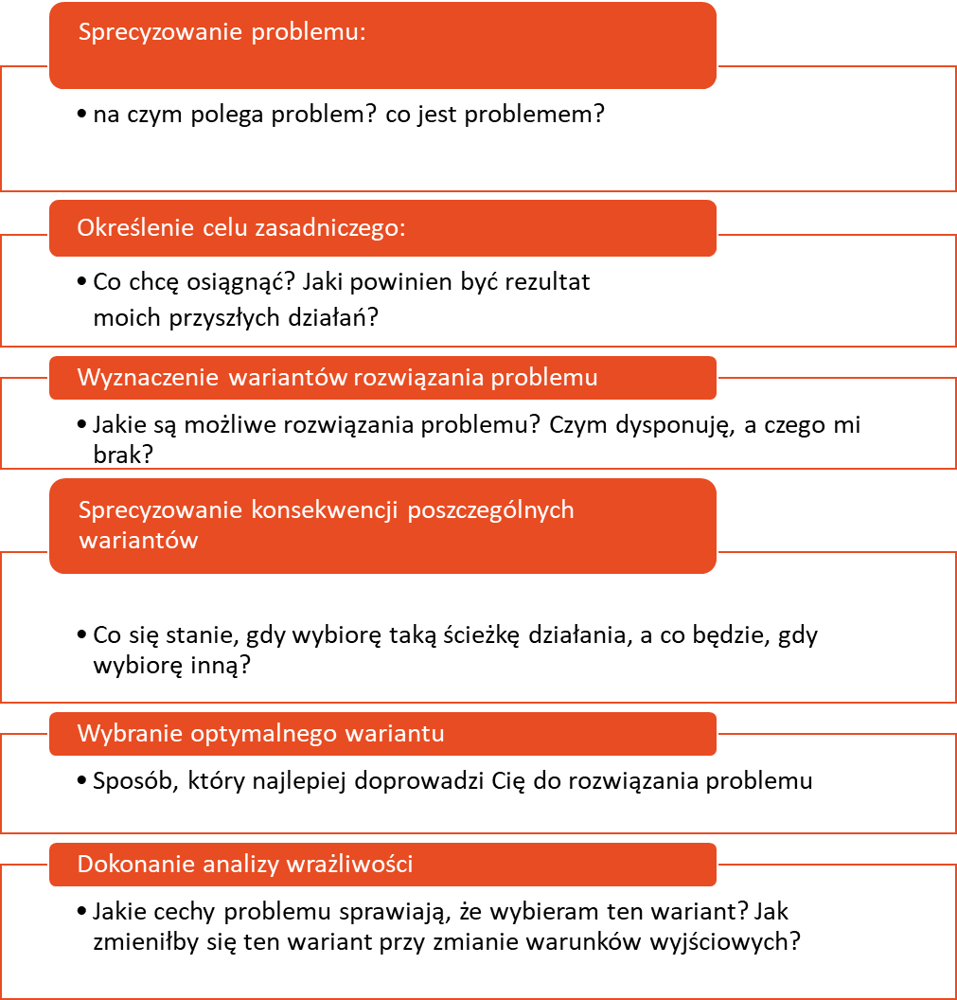 Sprecyzowanie problemu:
• na czym polega problem? co jest problemem?
Określenie celu zasadniczego:
• Co chcę osiągnąć? Jaki powinien być rezultat
moich przyszłych działań?
Wyznaczenie wariantów rozwiązania problemu
• Jakie są możliwe rozwiązania problemu? Czym dysponuję, a czego mi
brak?
Sprecyzowanie konsekwencji poszczególnych
wariantów
• Co się stanie, gdy wybiorę taką ścieżkę działania, a co będzie, gdy
wybiorę inną?
Wybranie optymalnego wariantu
• Sposób, który najlepiej doprowadzi Cię do rozwiązania problemu
Dokonanie analizy wrażliwości
• Jakie cechy problemu sprawiają, że wybieram ten wariant? Jak
zmieniłby się ten wariant przy zmianie warunków wyjściowych?